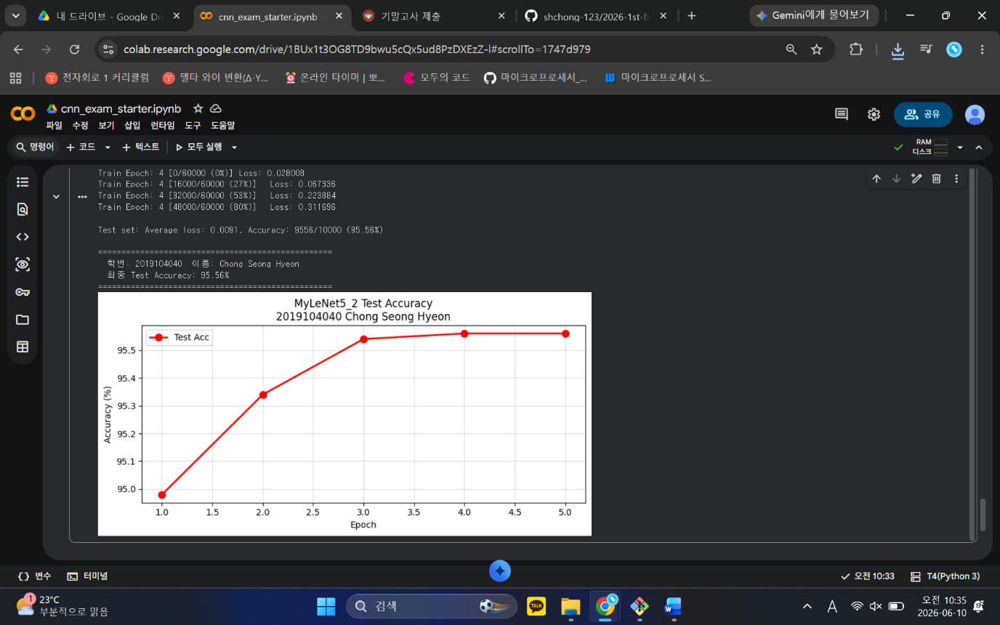 내 드라이브 - Google Dri
cnn_exam_starter.ipynb -
기말고사 제출
shchong-123/2026-1st-fi
Gemini에게 물어보기
colab.research.google.com/drive/1BUx1t3OG8TD9bwu5cQx5ud8PzDXEzZ-l#scrollTo=1747d979
전자회로 1 커리큘럼
델타 와이 변환(Δ-Y...
온라인 타이머 | 뽀...
모두의 코드
마이크로프로세서_...
마이크로프로세서 S...
cnn_exam_starter.ipynb
파일 수정 보기 삽입 런타임 도구 도움말
공유
명령어 + 코드 + 텍스트 모두 실행
RAM
디스크
Train Epoch: 4 [0/60000 (0%)] Loss: 0.028008
Train Epoch: 4 [16000/60000 (27%)] Loss: 0.067336
Train Epoch: 4 [32000/60000 (53%)] Loss: 0.223884
Train Epoch: 4 [48000/60000 (80%)] Loss: 0.311696
Test set: Average loss: 0.0091, Accuracy: 9556/10000 (95.56%)
==================================================
학번: 2019104040 이름: Chong Seong Hyeon
최종 Test Accuracy: 95.56%
==================================================
MyLeNet5_2 Test Accuracy
2019104040 Chong Seong Hyeon
Test Acc
95.5
95.4
95.3
95.2
95.1
95.0
Accuracy (%)
1.0 1.5 2.0 2.5 3.0 3.5 4.0 4.5 5.0
Epoch
변수
터미널
오전 10:33
T4(Python 3)
1
23°C
부분적으로 맑음
검색
TALK
W
A
오전 10:35
2026-06-10